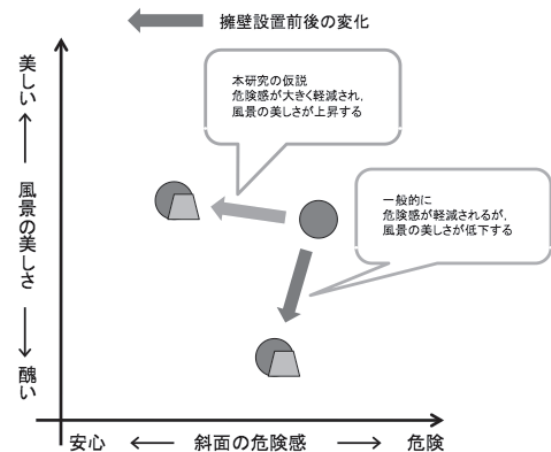 擁壁設置前後の変化
本研究の仮説
危険感が大きく軽減され，
風景の美しさが上昇する
一般的に
危険感が軽減されるが，
風景の美しさが低下する
美しい ← 風景の美しさ → 醜い
安心 ← 斜面の危険感 → 危険